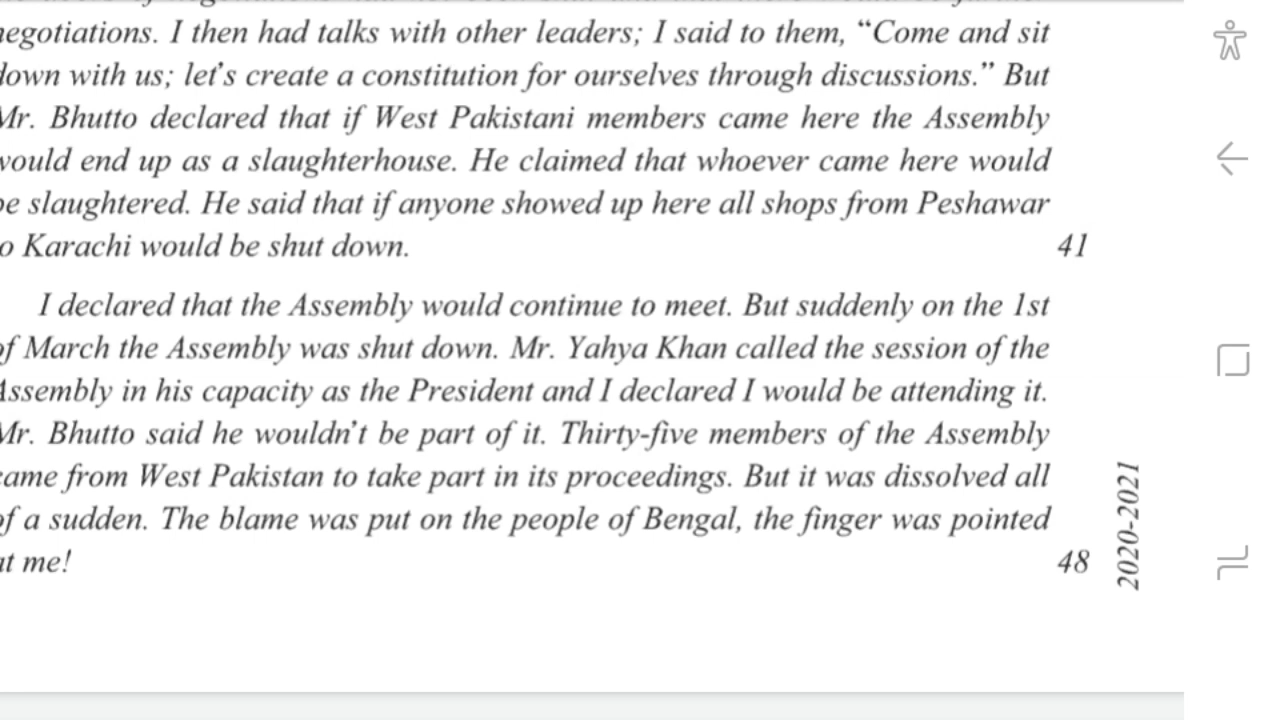 negotiations. I then had talks with other leaders; I said to them, “Come and sit
down with us; let’s create a constitution for ourselves through discussions.” But
Mr. Bhutto declared that if West Pakistani members came here the Assembly
would end up as a slaughterhouse. He claimed that whoever came here would
be slaughtered. He said that if anyone showed up here all shops from Peshawar
to Karachi would be shut down. 41
I declared that the Assembly would continue to meet. But suddenly on the 1st
of March the Assembly was shut down. Mr. Yahya Khan called the session of the
Assembly in his capacity as the President and I declared I would be attending it.
Mr. Bhutto said he wouldn’t be part of it. Thirty-five members of the Assembly
came from West Pakistan to take part in its proceedings. But it was dissolved all
of a sudden. The blame was put on the people of Bengal, the finger was pointed
at me! 48
2020-2021